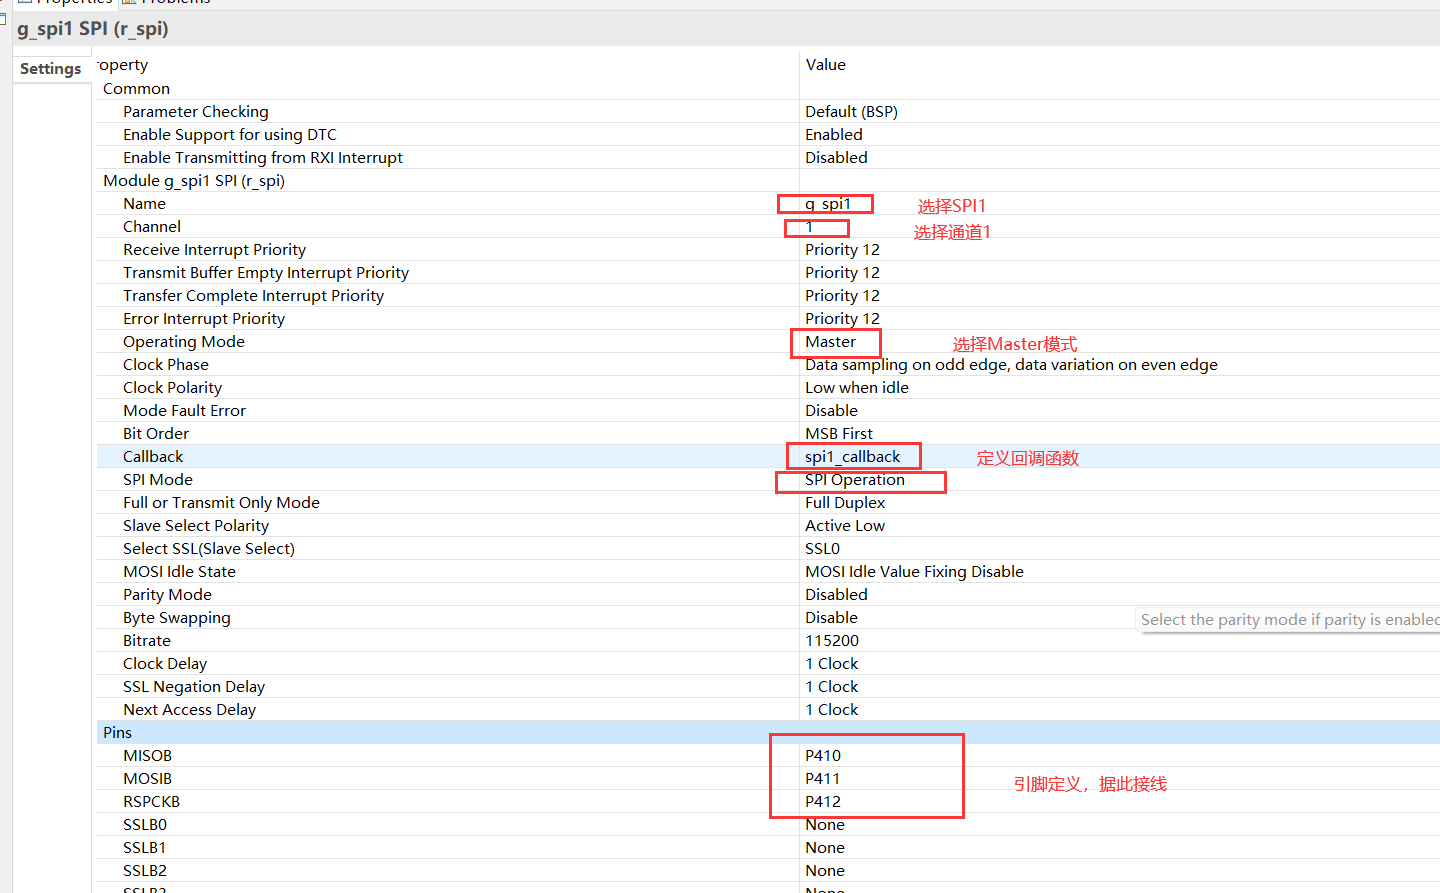 Properties Problems
g_spi1 SPI (r_spi)
Settings
roperty Value
Common
Parameter Checking Default (BSP)
Enable Support for using DTC Enabled
Enable Transmitting from RXI Interrupt Disabled
Module g_spi1 SPI (r_spi)
Name g_spi1 选择SPI1
Channel 1 选择通道1
Receive Interrupt Priority Priority 12
Transmit Buffer Empty Interrupt Priority Priority 12
Transfer Complete Interrupt Priority Priority 12
Error Interrupt Priority Priority 12
Operating Mode Master 选择Master模式
Clock Phase Data sampling on odd edge, data variation on even edge
Clock Polarity Low when idle
Mode Fault Error Disable
Bit Order MSB First
Callback spi1_callback 定义回调函数
SPI Mode SPI Operation
Full or Transmit Only Mode Full Duplex
Slave Select Polarity Active Low
Select SSL(Slave Select) SSL0
MOSI Idle State MOSI Idle Value Fixing Disable
Parity Mode Disabled
Byte Swapping Disable Select the parity mode if parity is enabled
Bitrate 115200
Clock Delay 1 Clock
SSL Negation Delay 1 Clock
Next Access Delay 1 Clock
Pins
MISOB P410
MOSIB P411 引脚定义，据此接线
RSPCKB P412
SSLB0 None
SSLB1 None
SSLB2 None
SSLB3 None